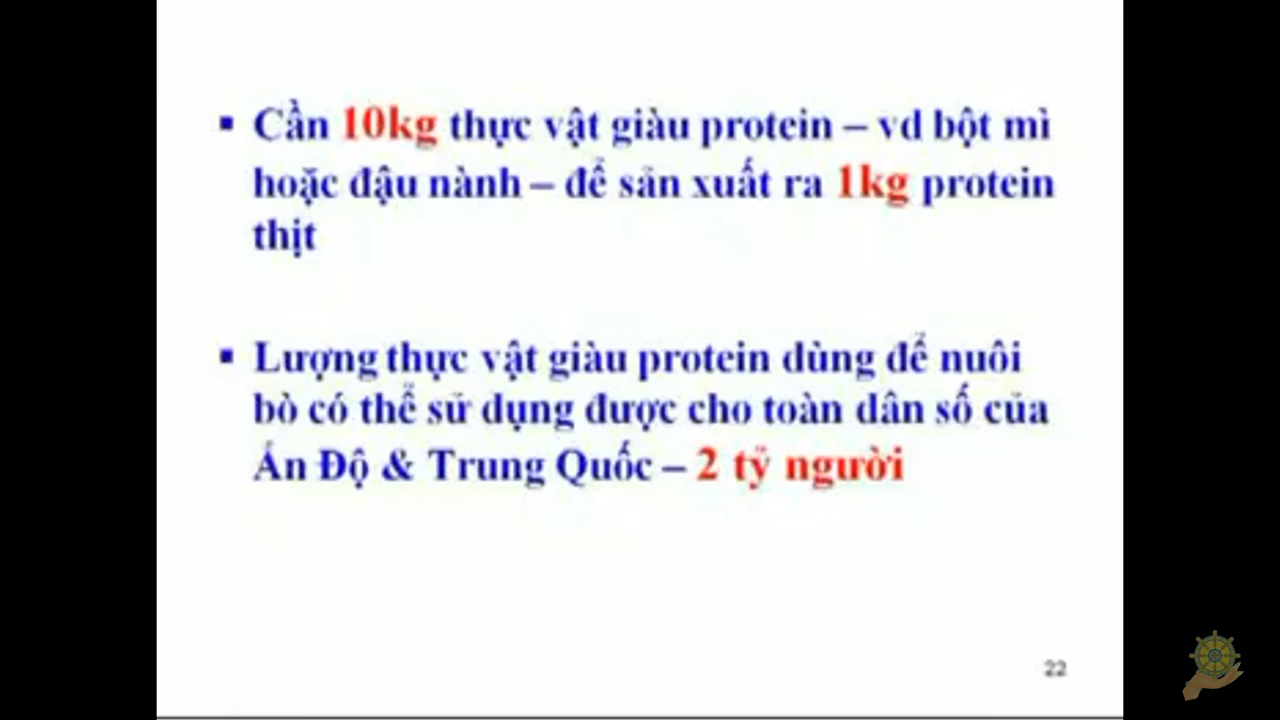 ▪ Cần 10kg thực vật giàu protein – vd bột mì
hoặc đậu nành – để sản xuất ra 1kg protein
thịt
▪ Lượng thực vật giàu protein dùng để nuôi
bò có thể sử dụng được cho toàn dân số của
Ấn Độ & Trung Quốc – 2 tỷ người
22